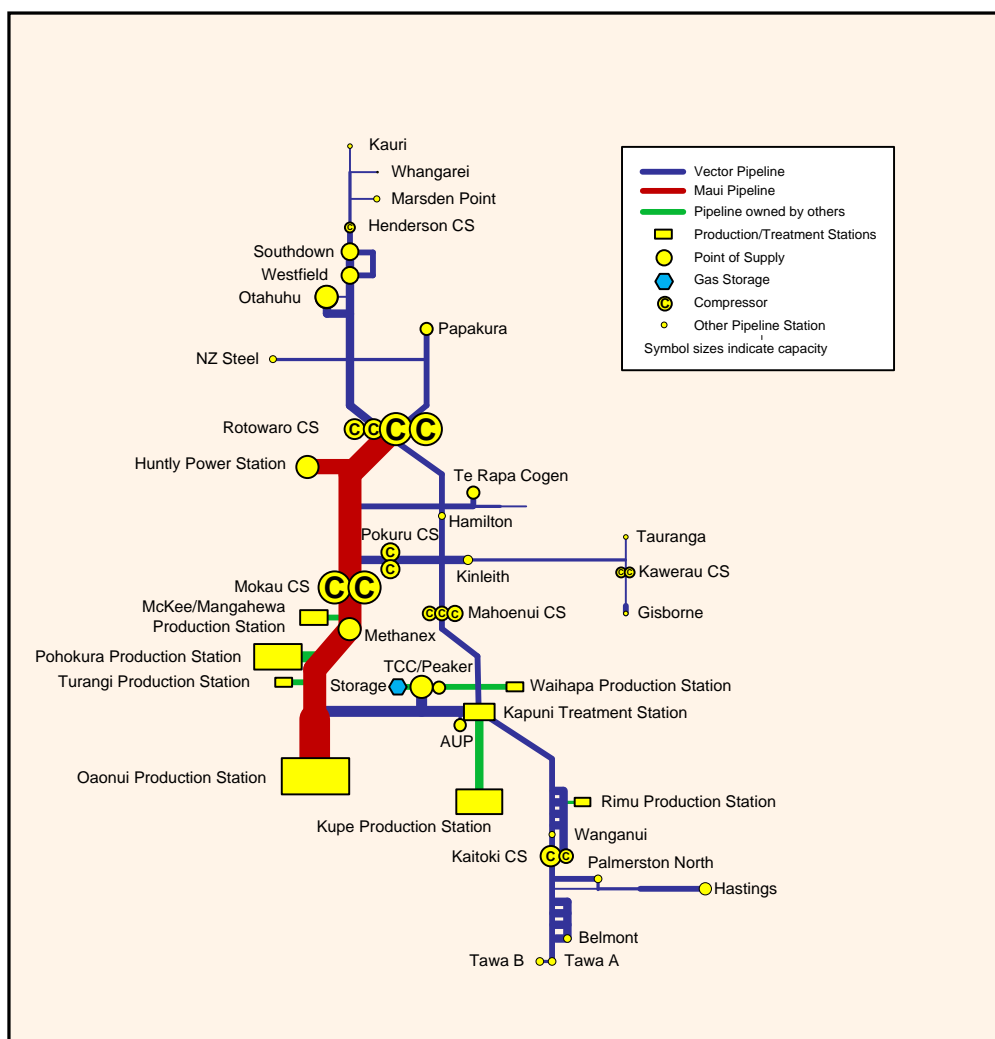 Kauri
Whangarei
Marsden Point
Henderson CS
Southdown
Westfield
Otahuhu
Papakura
NZ Steel
Rotowaro CS
C C C C
Huntly Power Station
Te Rapa Cogen
Hamilton
Pokuru CS
C
C
Kinleith
Tauranga
C C
Kawerau CS
Gisborne
Mokau CS
C C
C C C
Mahoenui CS
McKee/Mangahewa
Production Station
Methanex
Pohokura Production Station
Turangi Production Station
TCC/Peaker
Storage
Waihapa Production Station
Kapuni Treatment Station
AUP
Oaonui Production Station
Kupe Production Station
Rimu Production Station
Wanganui
Kaitoki CS
C C
Palmerston North
Hastings
Belmont
Tawa B
Tawa A
Vector Pipeline
Maui Pipeline
Pipeline owned by others
Production/Treatment Stations
Point of Supply
Gas Storage
C
Compressor
Other Pipeline Station
Symbol sizes indicate capacity